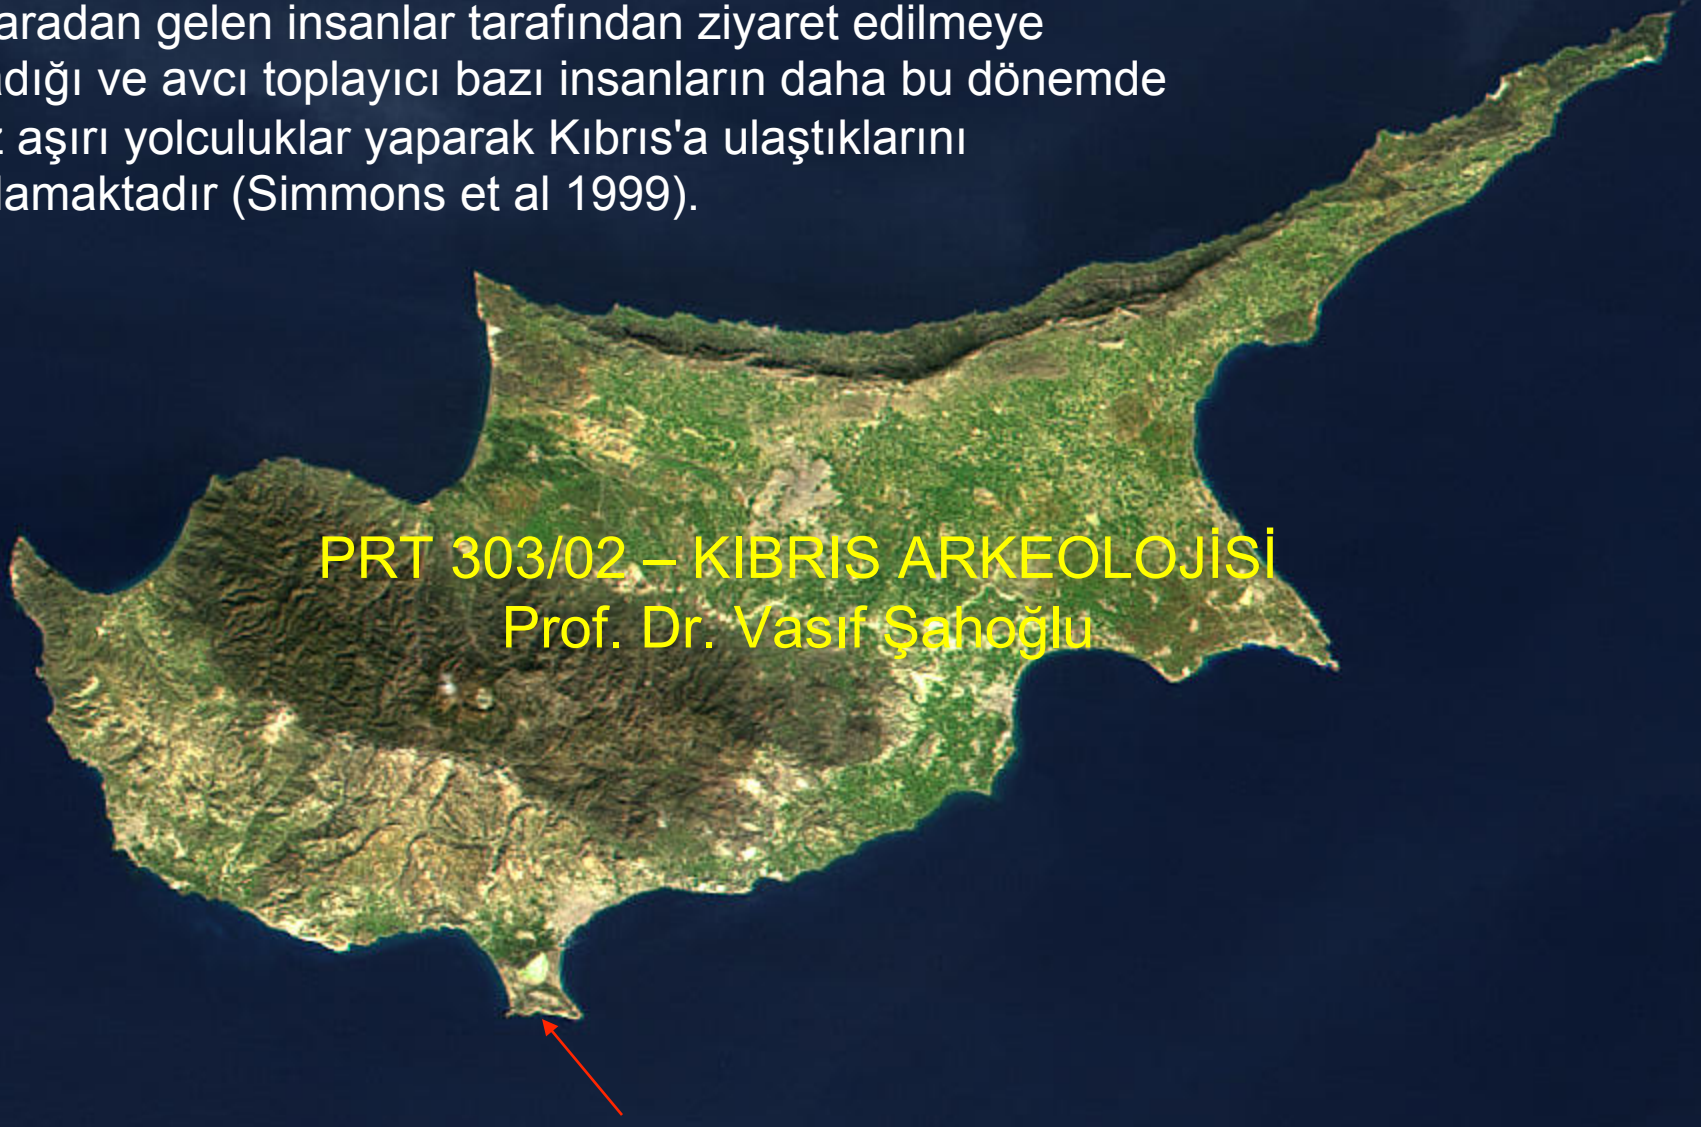 aradan gelen insanlar tarafından ziyaret edilmeye
dığı ve avcı toplayıcı bazı insanların daha bu dönemde
z aşırı yolculuklar yaparak Kıbrıs'a ulaştıklarını
lamaktadır (Simmons et al 1999).
PRT 303/02 – KIBRIS ARKEOLOJİSİ
Prof. Dr. Vasıf Şahoğlu